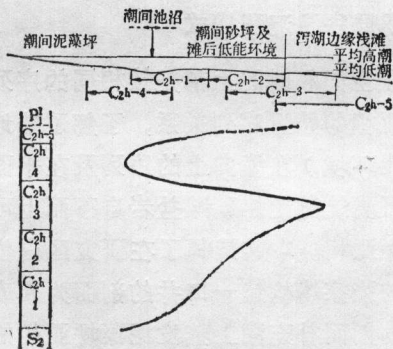 潮间池沼
潮间泥藻坪
潮间砂坪及
滩后低能环境
泻湖边缘浅滩
平均高潮
平均低潮
C₂h-1
C₂h-2
C₂h-4
C₂h-3
C₂h-5
C₂h-5
C₂h
4
C₂h
3
C₂h
2
C₂h
1
S₂